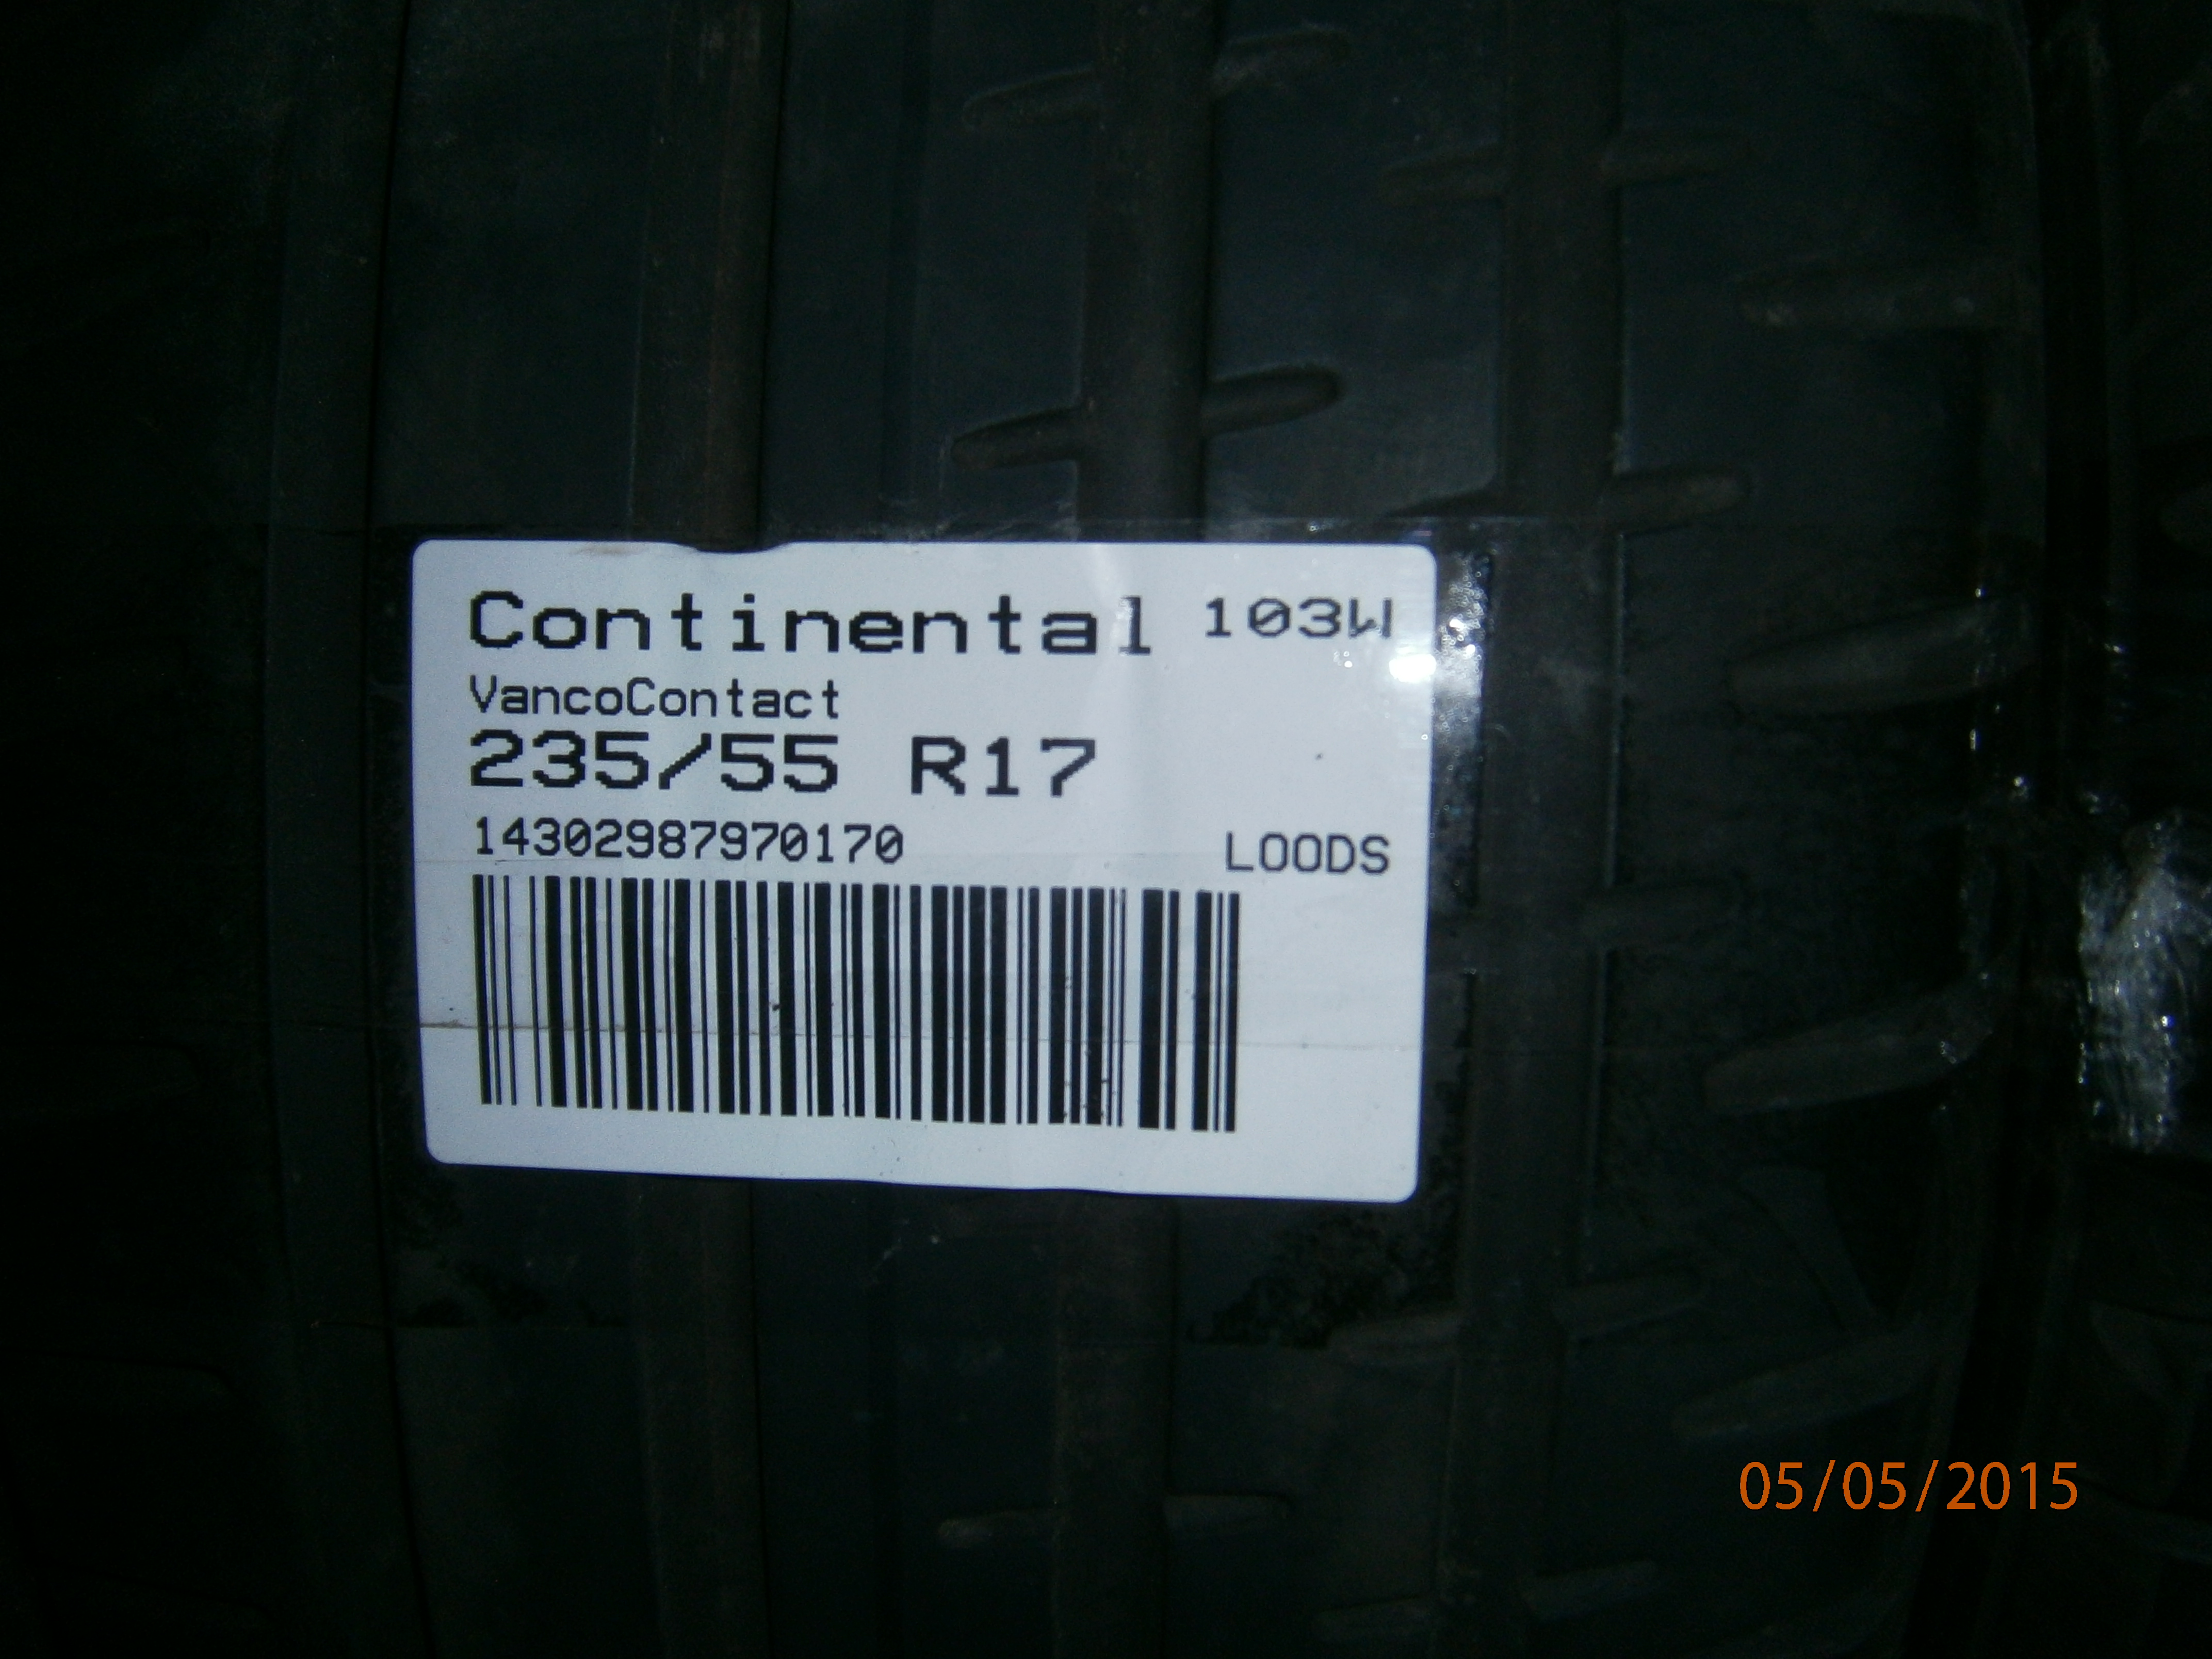 Continental 103W
VancoContact
235/55 R17
14302987970170 LOODS
05/05/2015